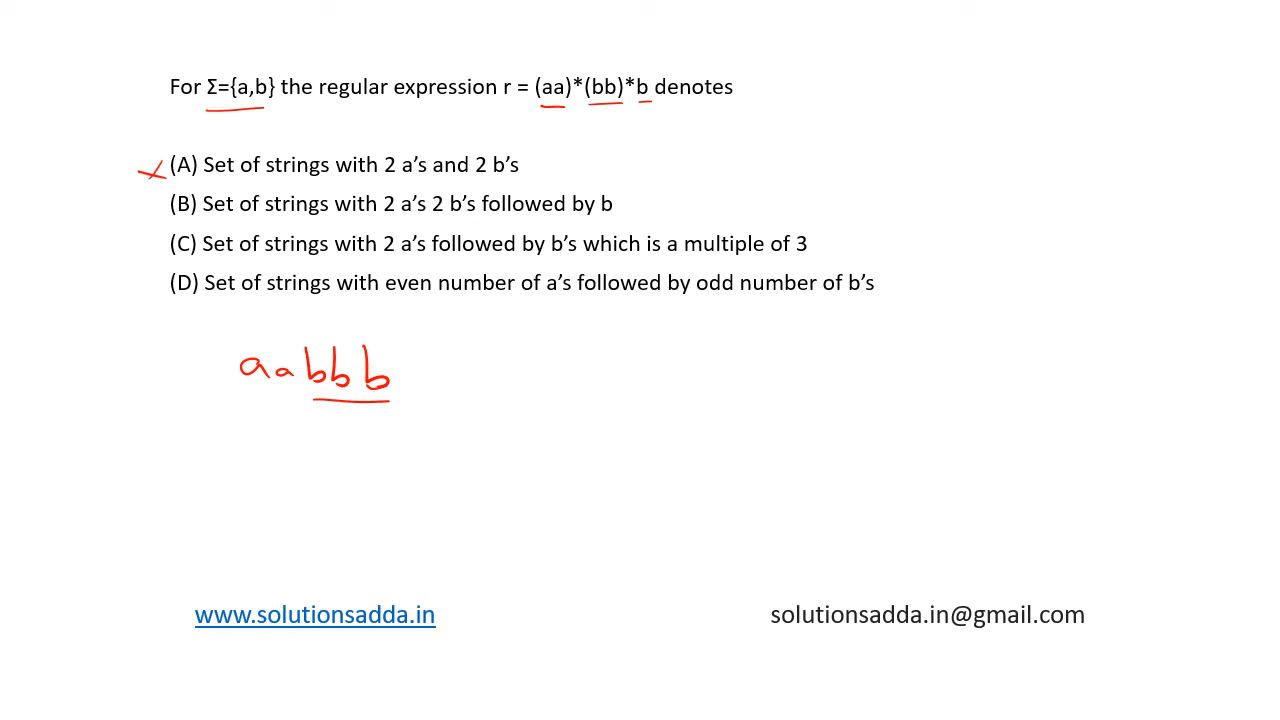 For Σ={a,b} the regular expression r = (aa)*(bb)*b denotes
(A) Set of strings with 2 a’s and 2 b’s
(B) Set of strings with 2 a’s 2 b’s followed by b
(C) Set of strings with 2 a’s followed by b’s which is a multiple of 3
(D) Set of strings with even number of a’s followed by odd number of b’s
aabbb
www.solutionsadda.in
solutionsadda.in@gmail.com